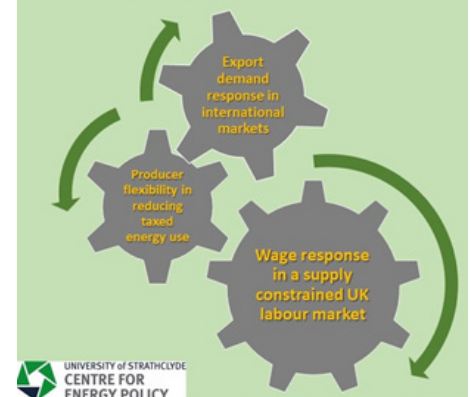 Export
demand
response in
international
markets
Producer
flexibility in
reducing
taxed
energy use
Wage response
in a supply
constrained UK
labour market
UNIVERSITY of STRATHCLYDE
CENTRE FOR
ENERGY POLICY